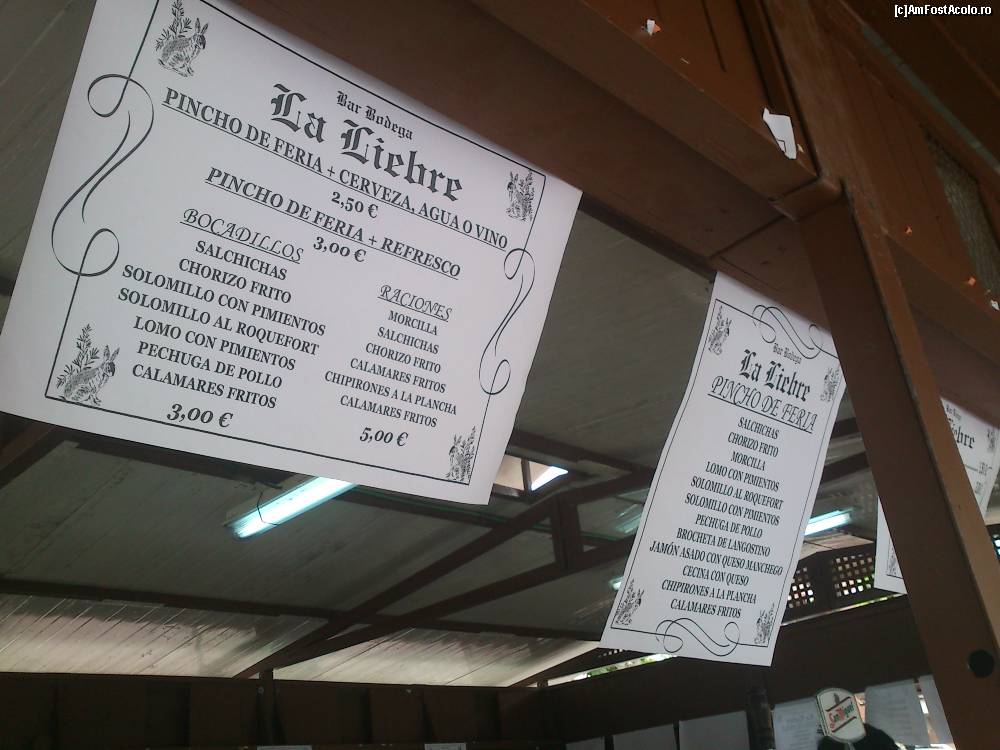 [c]AmFostAcolo.ro
Bar Bodega
La Liebre
PINCHO DE FERIA + CERVEZA, AGUA O VINO
2,50 €
PINCHO DE FERIA + REFRESCO
3,00 €
BOCADILLOS
SALCHICHAS
CHORIZO FRITO
SOLOMILLO CON PIMIENTOS
SOLOMILLO AL ROQUEFORT
LOMO CON PIMIENTOS
PECHUGA DE POLLO
CALAMARES FRITOS
3,00 €
RACIONES
MORCILLA
SALCHICHAS
CHORIZO FRITO
CALAMARES FRITOS
CHIPIRONES A LA PLANCHA
CALAMARES FRITOS
5,00 €
Bar Bodega
La Liebre
PINCHO DE FERIA
SALCHICHAS
CHORIZO FRITO
MORCILLA
LOMO CON PIMIENTOS
SOLOMILLO AL ROQUEFORT
SOLOMILLO CON PIMIENTOS
PECHUGA DE POLLO
BROCHETA DE LANGOSTINO
JAMÓN ASADO CON QUESO MANCHEGO
CECINA CON QUESO
CHIPIRONES A LA PLANCHA
CALAMARES FRITOS
Bodega
ebre
San Miguel